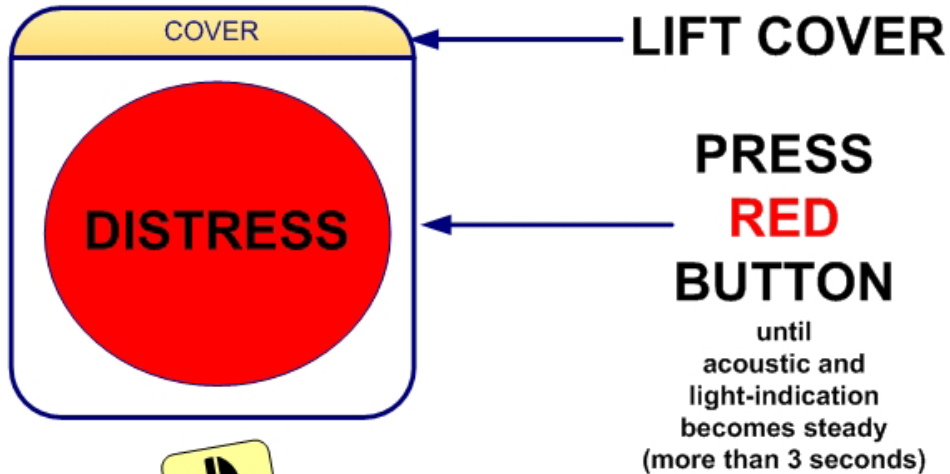 COVER
LIFT COVER
DISTRESS
PRESS
RED
BUTTON
until
acoustic and
light-indication
becomes steady
(more than 3 seconds)